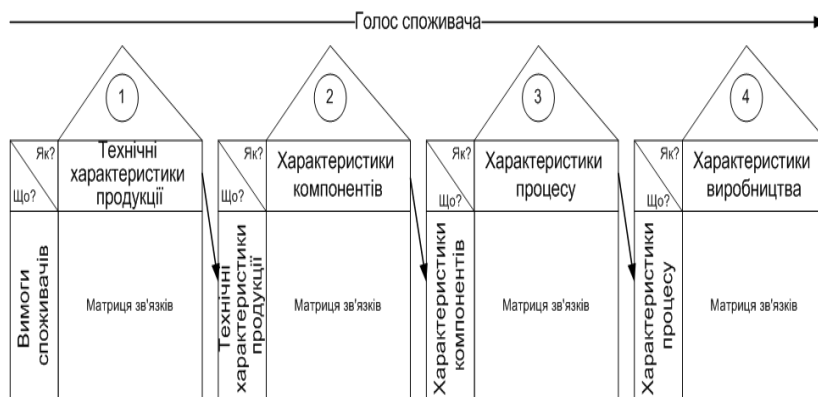 Голос споживача
1
2
3
4
Як?
Що?
Технічні
характеристики
продукції
Як?
Що?
Характеристики
компонентів
Як?
Що?
Характеристики
процесу
Як?
Що?
Характеристики
виробництва
Вимоги
споживачів
Матриця зв'язків
Технічні
характеристики
продукції
Матриця зв'язків
Характеристики
компонентів
Матриця зв'язків
Характеристики
процесу
Матриця зв'язків